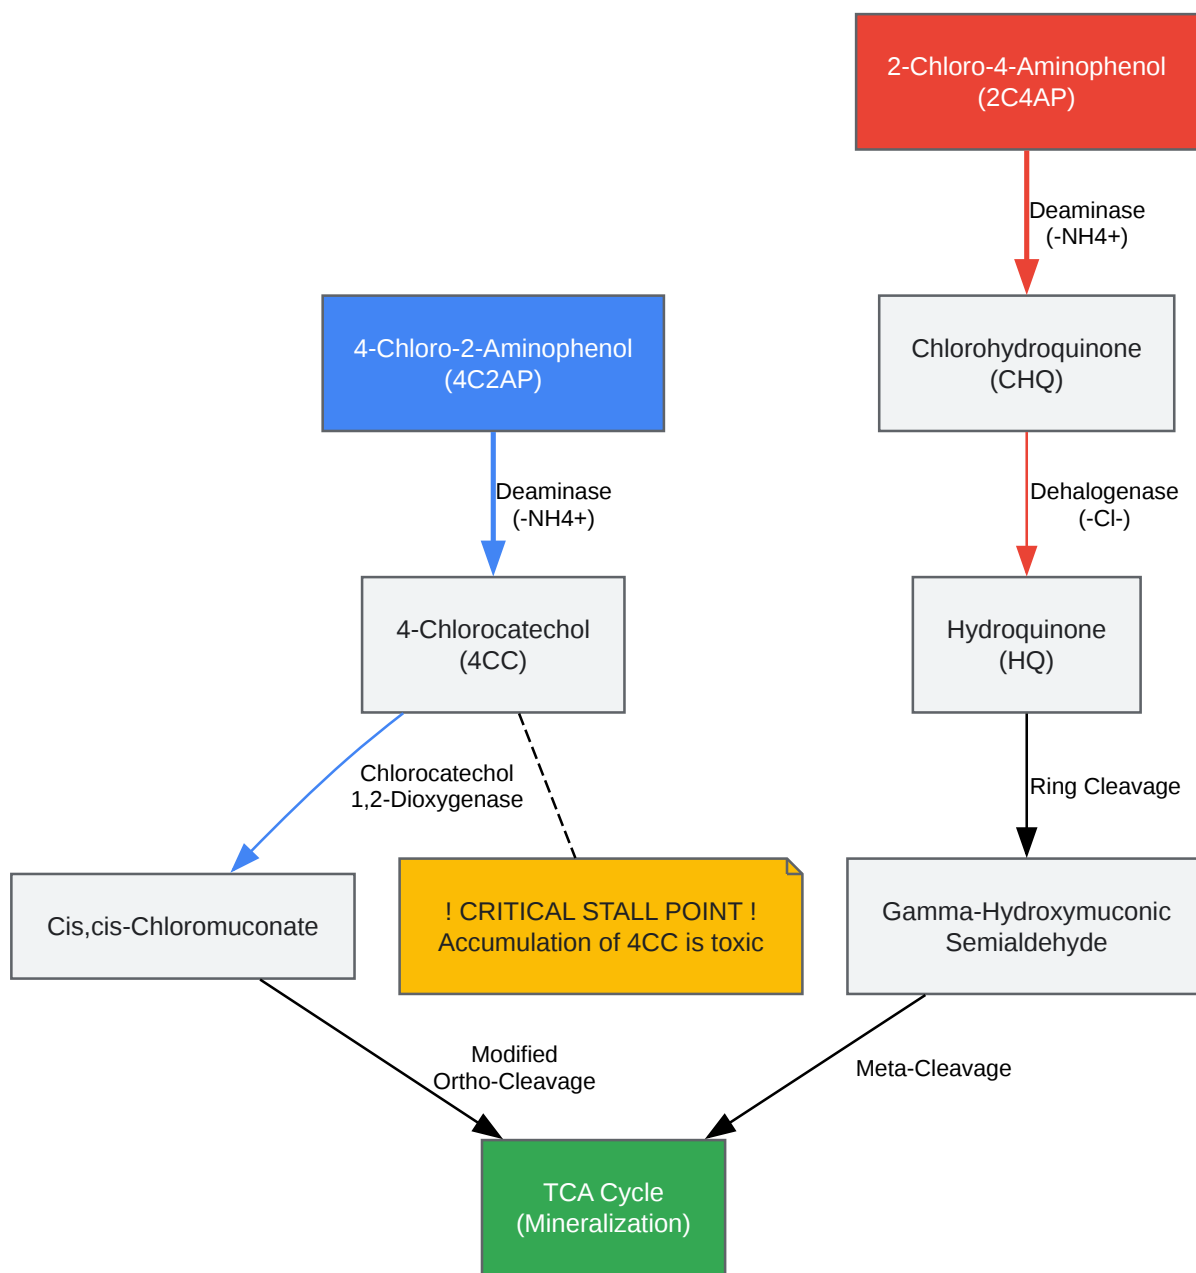 2-Chloro-4-Aminophenol
(2C4AP)
Deaminase
(-NH4+)
4-Chloro-2-Aminophenol
(4C2AP)
Chlorohydroquinone
(CHQ)
Deaminase
(-NH4+)
Dehalogenase
(-Cl-)
4-Chlorocatechol
(4CC)
Hydroquinone
(HQ)
Chlorocatechol
1,2-Dioxygenase
Ring Cleavage
Cis,cis-Chloromuconate
! CRITICAL STALL POINT !
Accumulation of 4CC is toxic
Gamma-Hydroxymuconic
Semialdehyde
Modified
Ortho-Cleavage
Meta-Cleavage
TCA Cycle
(Mineralization)